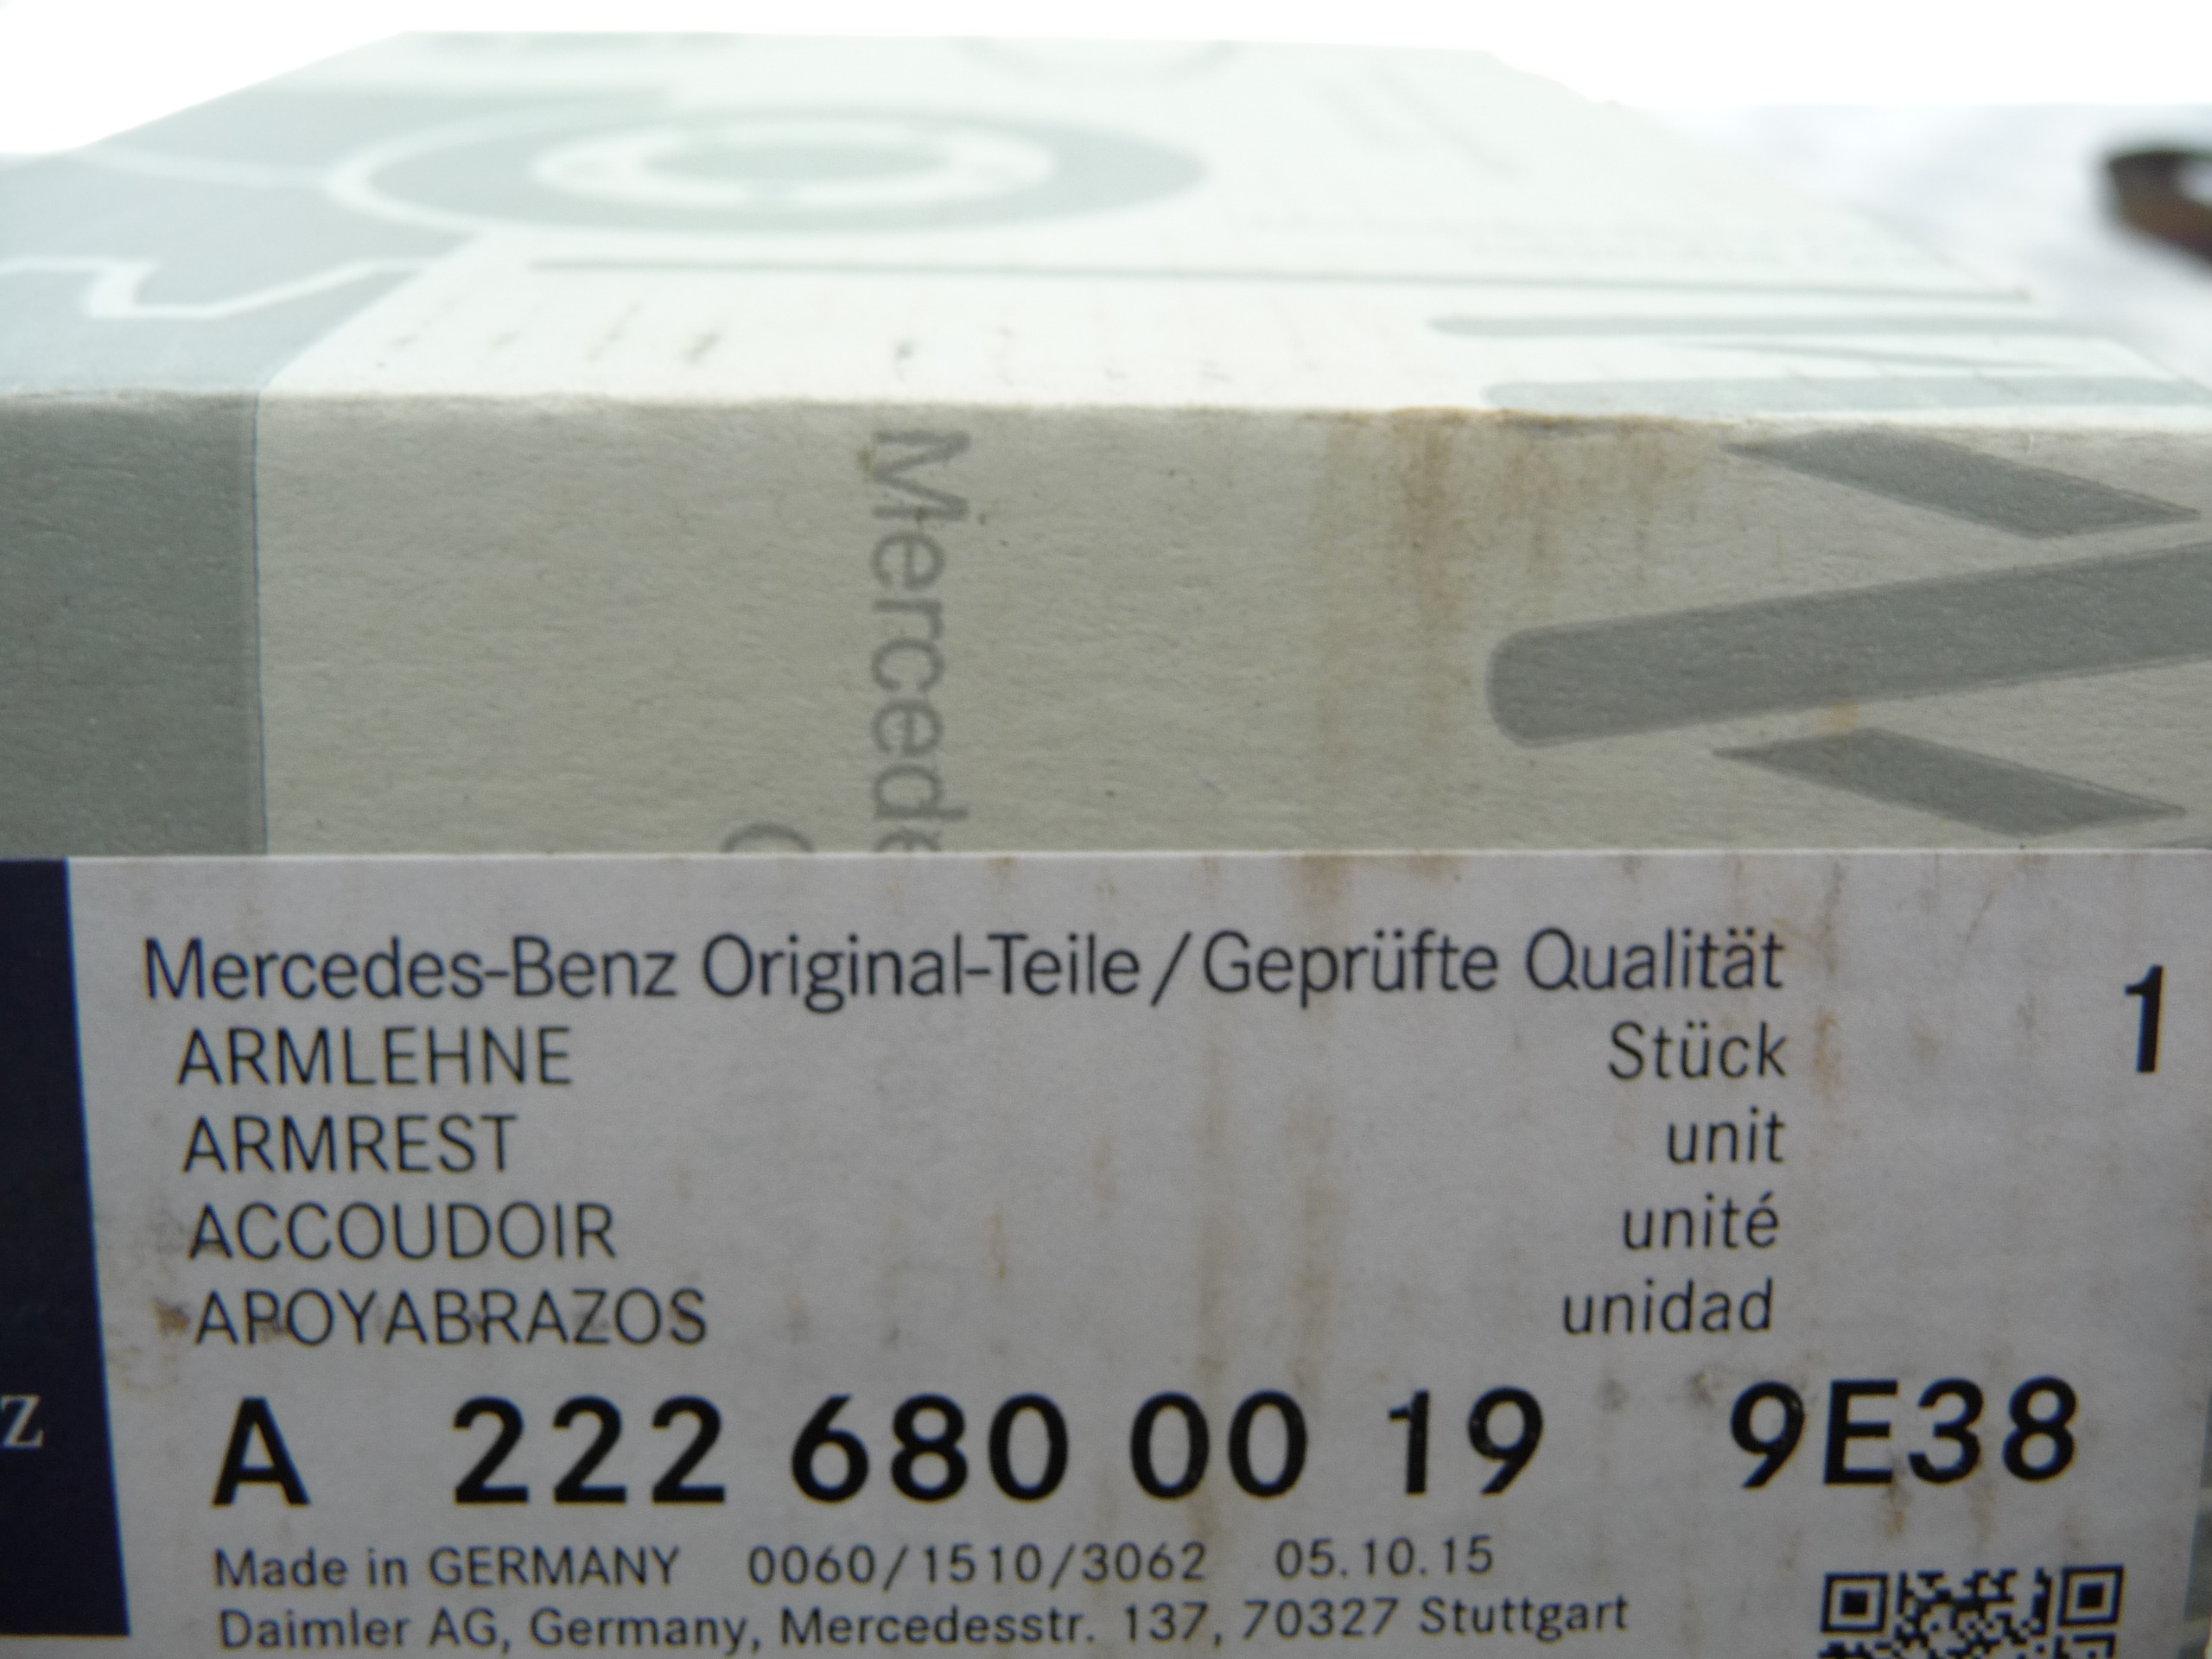 Mercede
Mercedes-Benz Original-Teile/Geprüfte Qualität
1
ARMLEHNE Stück
ARMREST unit
ACCOUDOIR unité
APOYABRAZOS unidad
z
A 222 680 00 19 9E38
Made in GERMANY 0060/1510/3062 05.10.15
Daimler AG, Germany, Mercedesstr. 137, 70327 Stuttgart